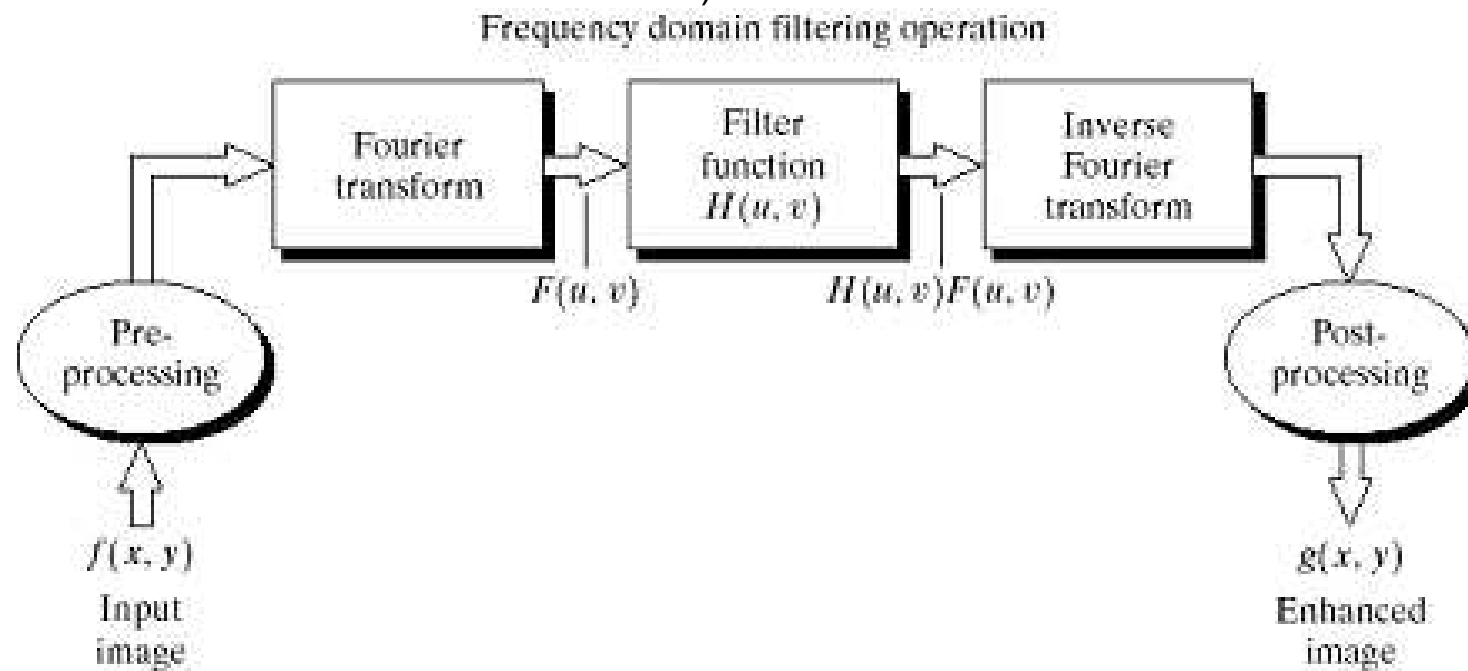 Frequency domain filtering operation
Fourier
transform
Filter
function
H(u, v)
Inverse
Fourier
transform
F(u, v)
H(u, v)F(u, v)
Pre-
processing
Post-
processing
f(x, y)
Input
image
g(x, y)
Enhanced
image